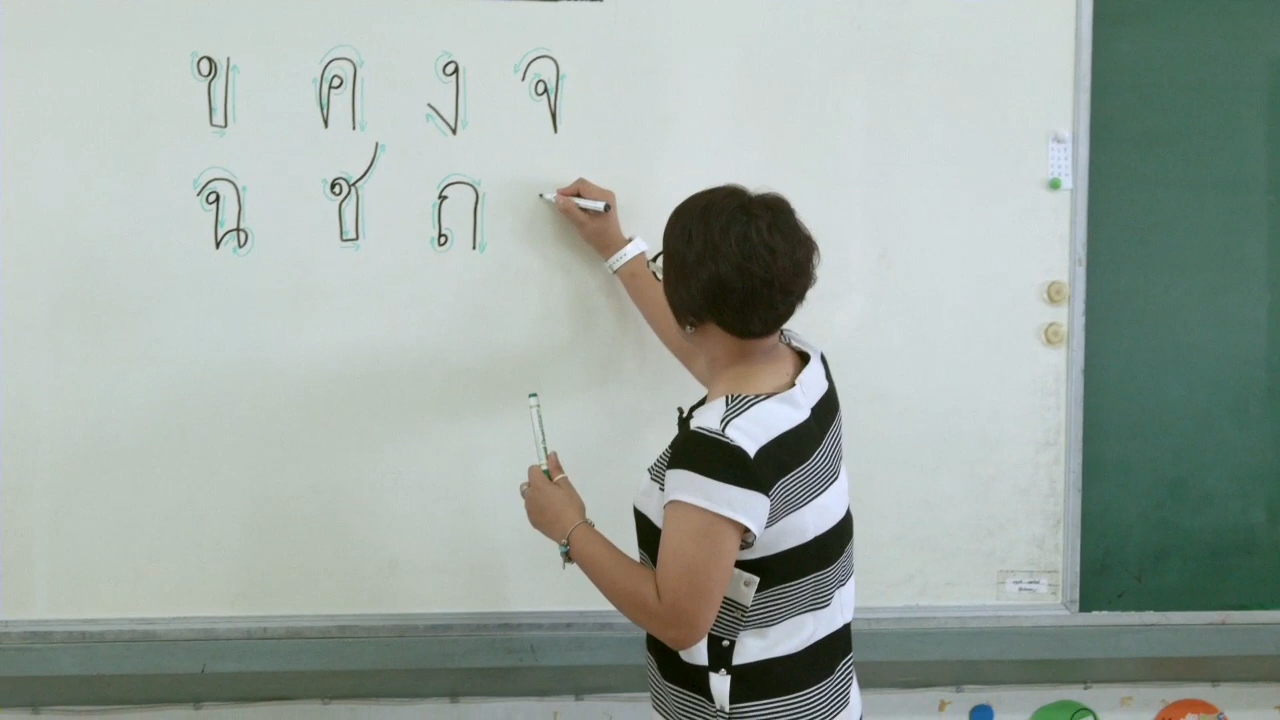 ข ค ง จ
ฉ ช ถ